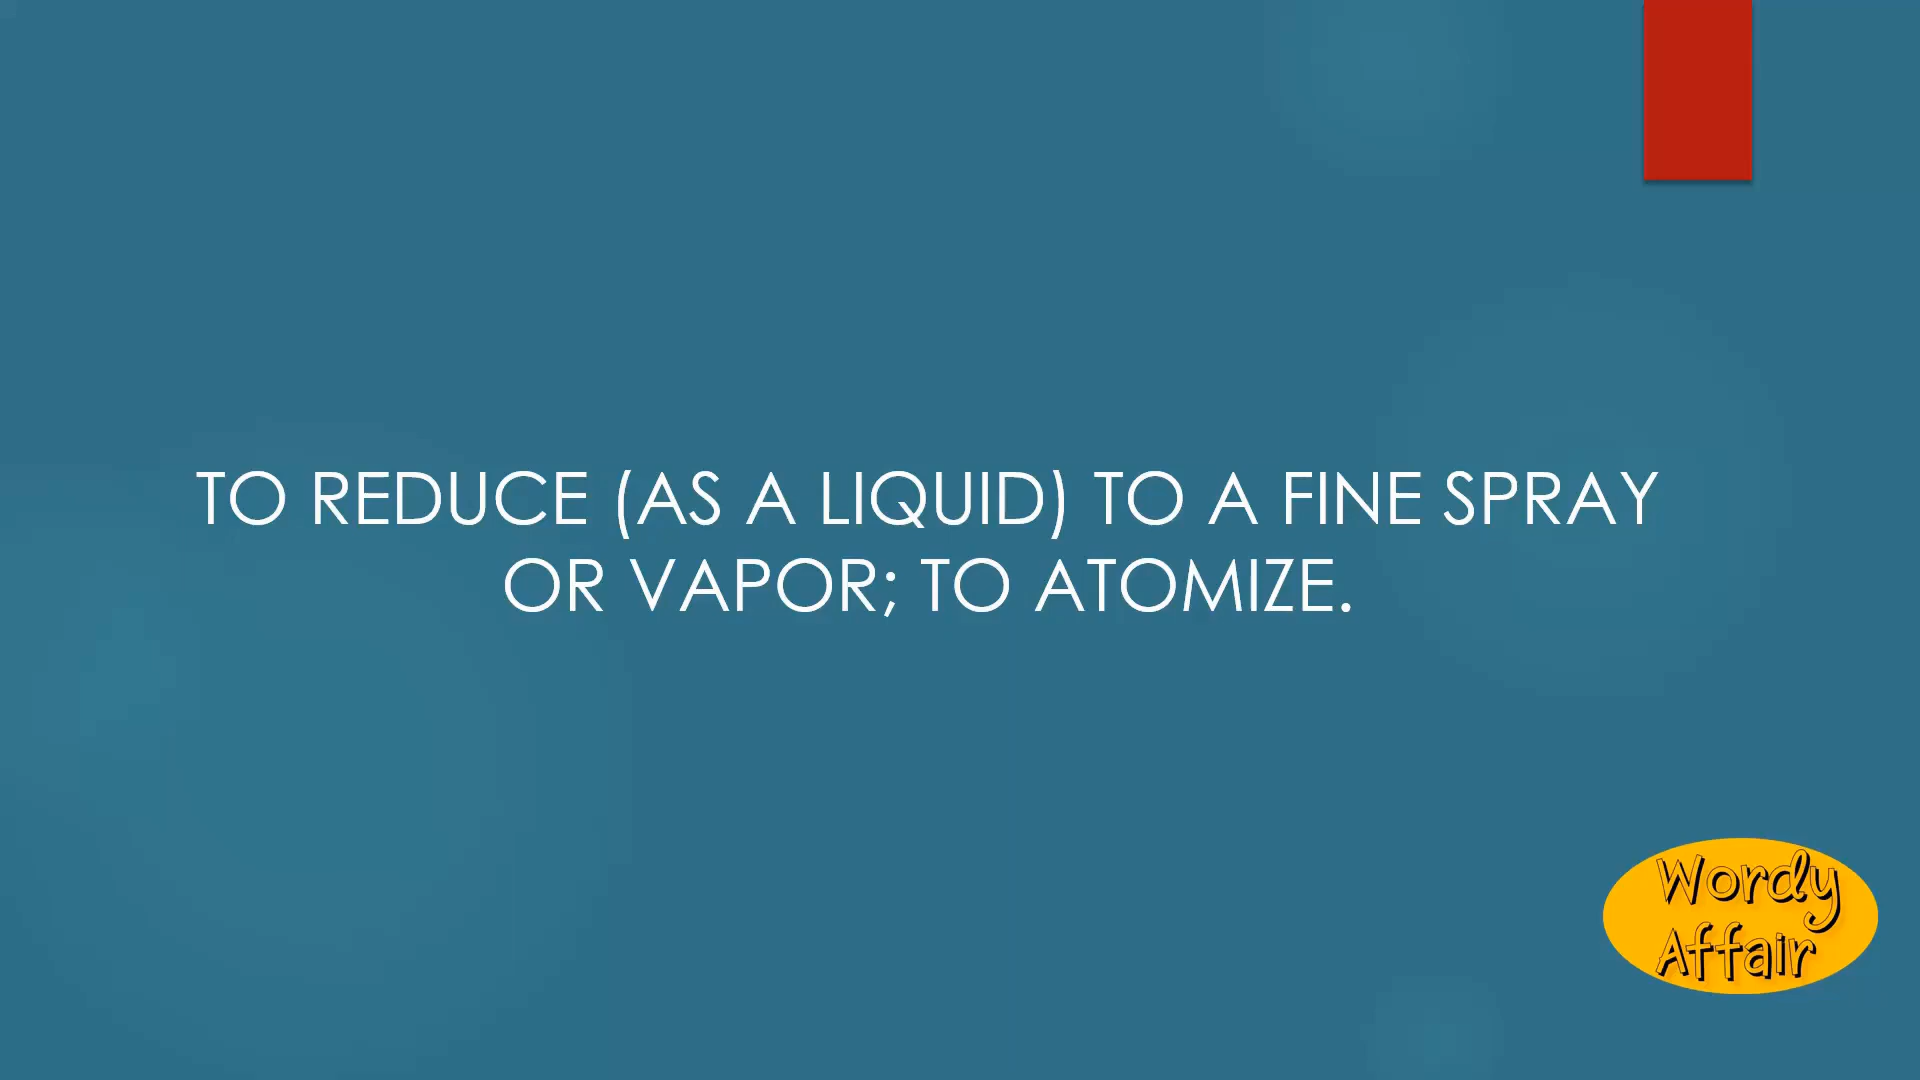 TO REDUCE (AS A LIQUID) TO A FINE SPRAY
OR VAPOR; TO ATOMIZE.
Wordy
Affair